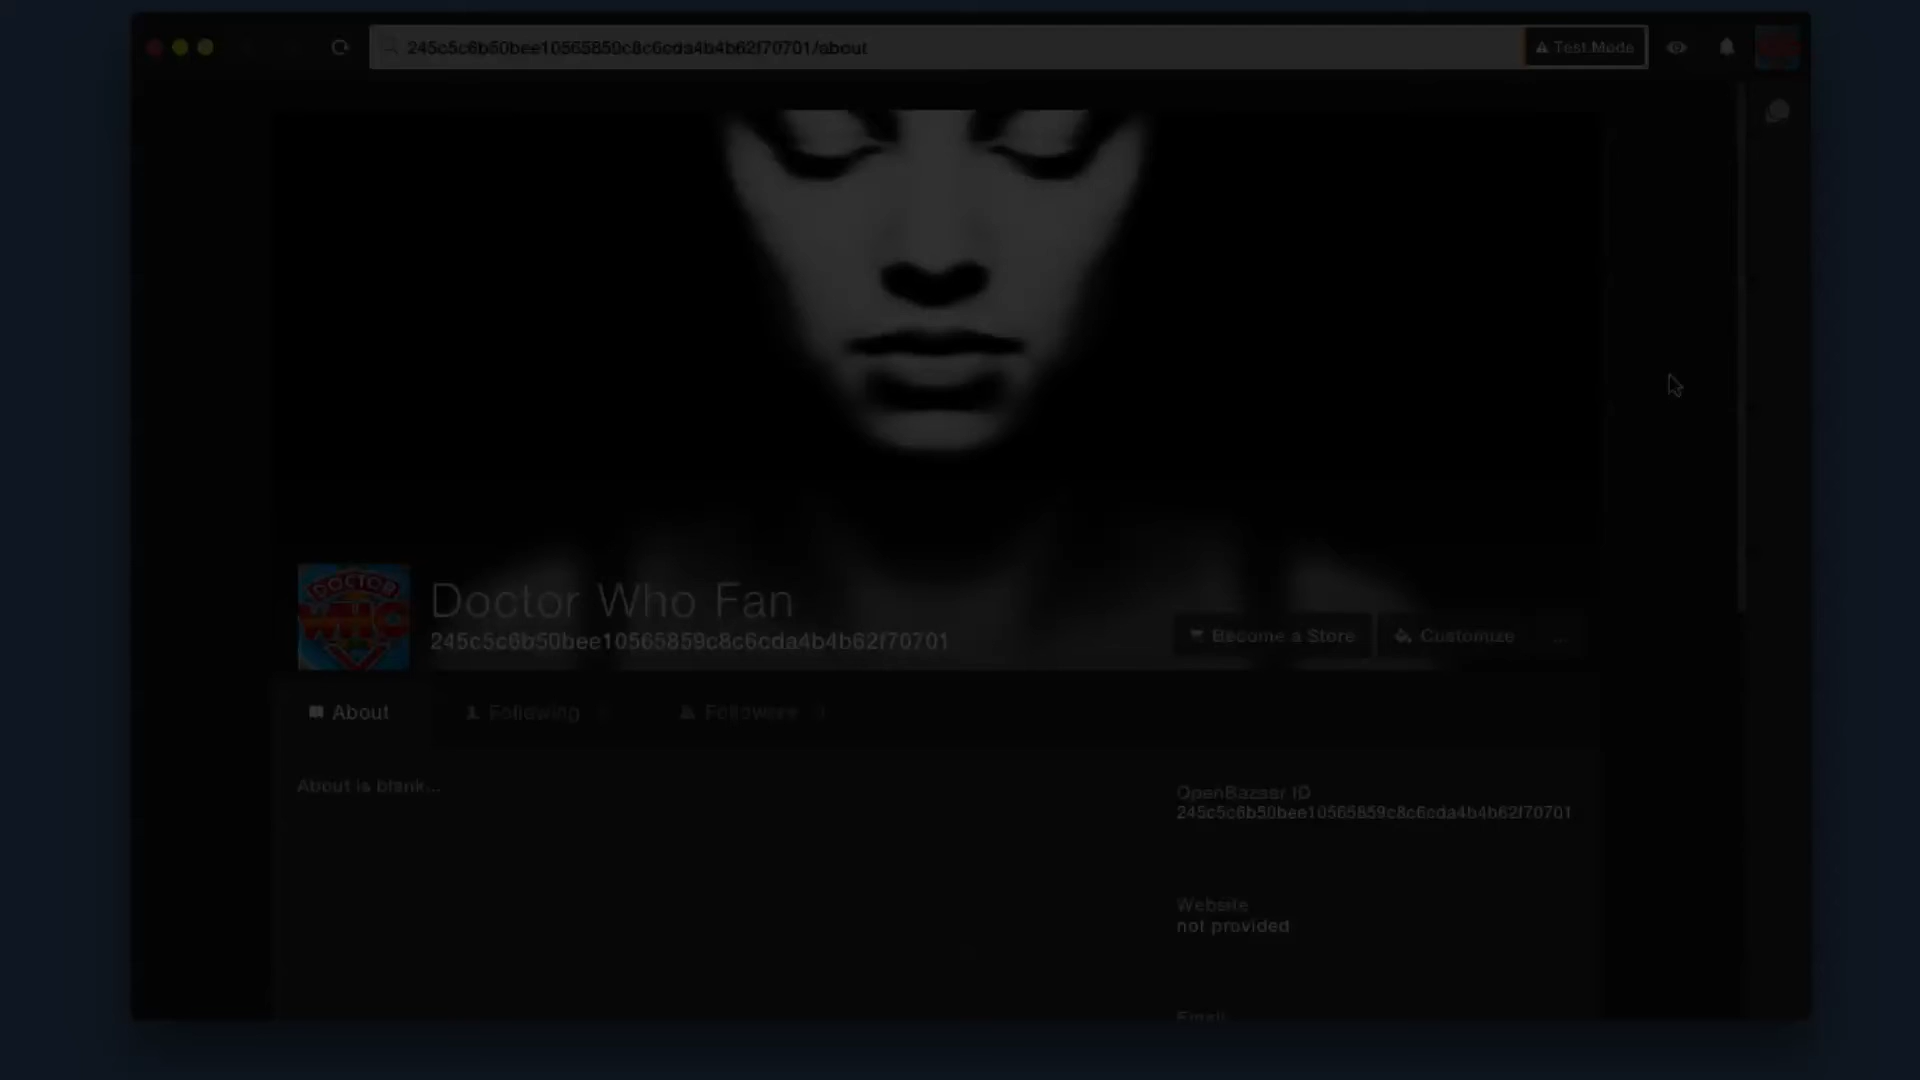 245c5c6b50bee10565859c8c6cda4b4b62f70701/about
Test Mode
DOCTOR
WHO
Doctor Who Fan
245c5c6b50bee10565859c8c6cda4b4b62f70701
Become a Store
Customize
...
About
Following
Followers
About is blank...
OpenBazaar ID
245c5c6b50bee10565859c8c6cda4b4b62f70701
Website
not provided
Email